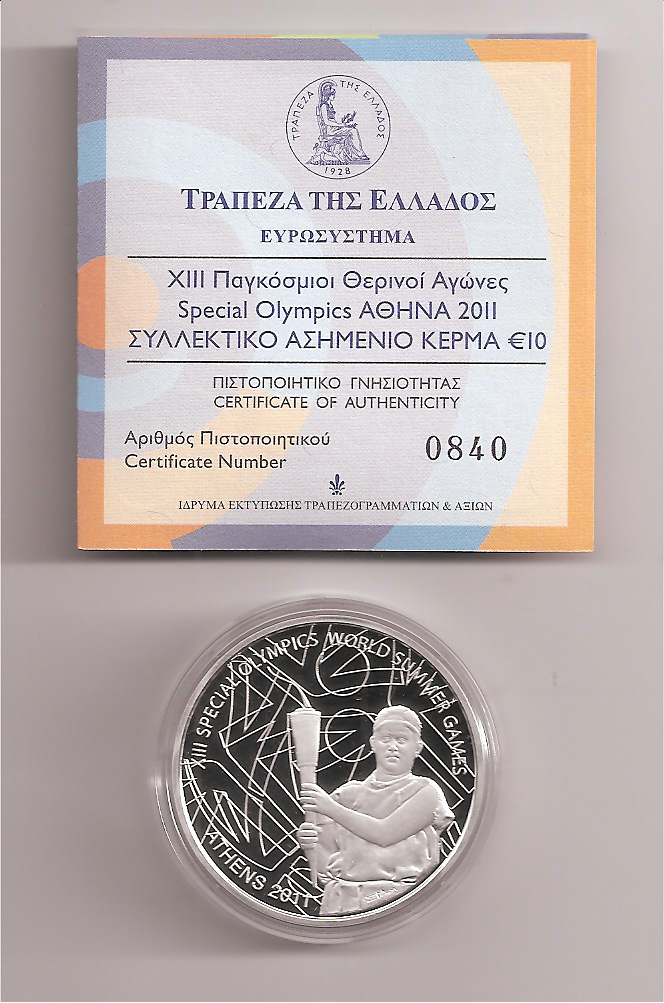 ΤΡΑΠΕΖΑ ΤΗΣ ΕΛΛΑΔΟΣ
1928
ΤΡΑΠΕΖΑ ΤΗΣ ΕΛΛΑΔΟΣ
ΕΥΡΩΣΥΣΤΗΜΑ
XIII Παγκόσμιοι Θερινοί Αγώνες
Special Olympics ΑΘΗΝΑ 2011
ΣΥΛΛΕΚΤΙΚΟ ΑΣΗΜΕΝΙΟ ΚΕΡΜΑ €10
ΠΙΣΤΟΠΟΙΗΤΙΚΟ ΓΝΗΣΙΟΤΗΤΑΣ
CERTIFICATE OF AUTHENTICITY
Αριθμός Πιστοποιητικού
Certificate Number
0840
ΙΔΡΥΜΑ ΕΚΤΥΠΩΣΗΣ ΤΡΑΠΕΖΟΓΡΑΜΜΑΤΙΩΝ & ΑΞΙΩΝ
XIII SPECIAL OLYMPICS WORLD SUMMER GAMES
ATHENS 2011